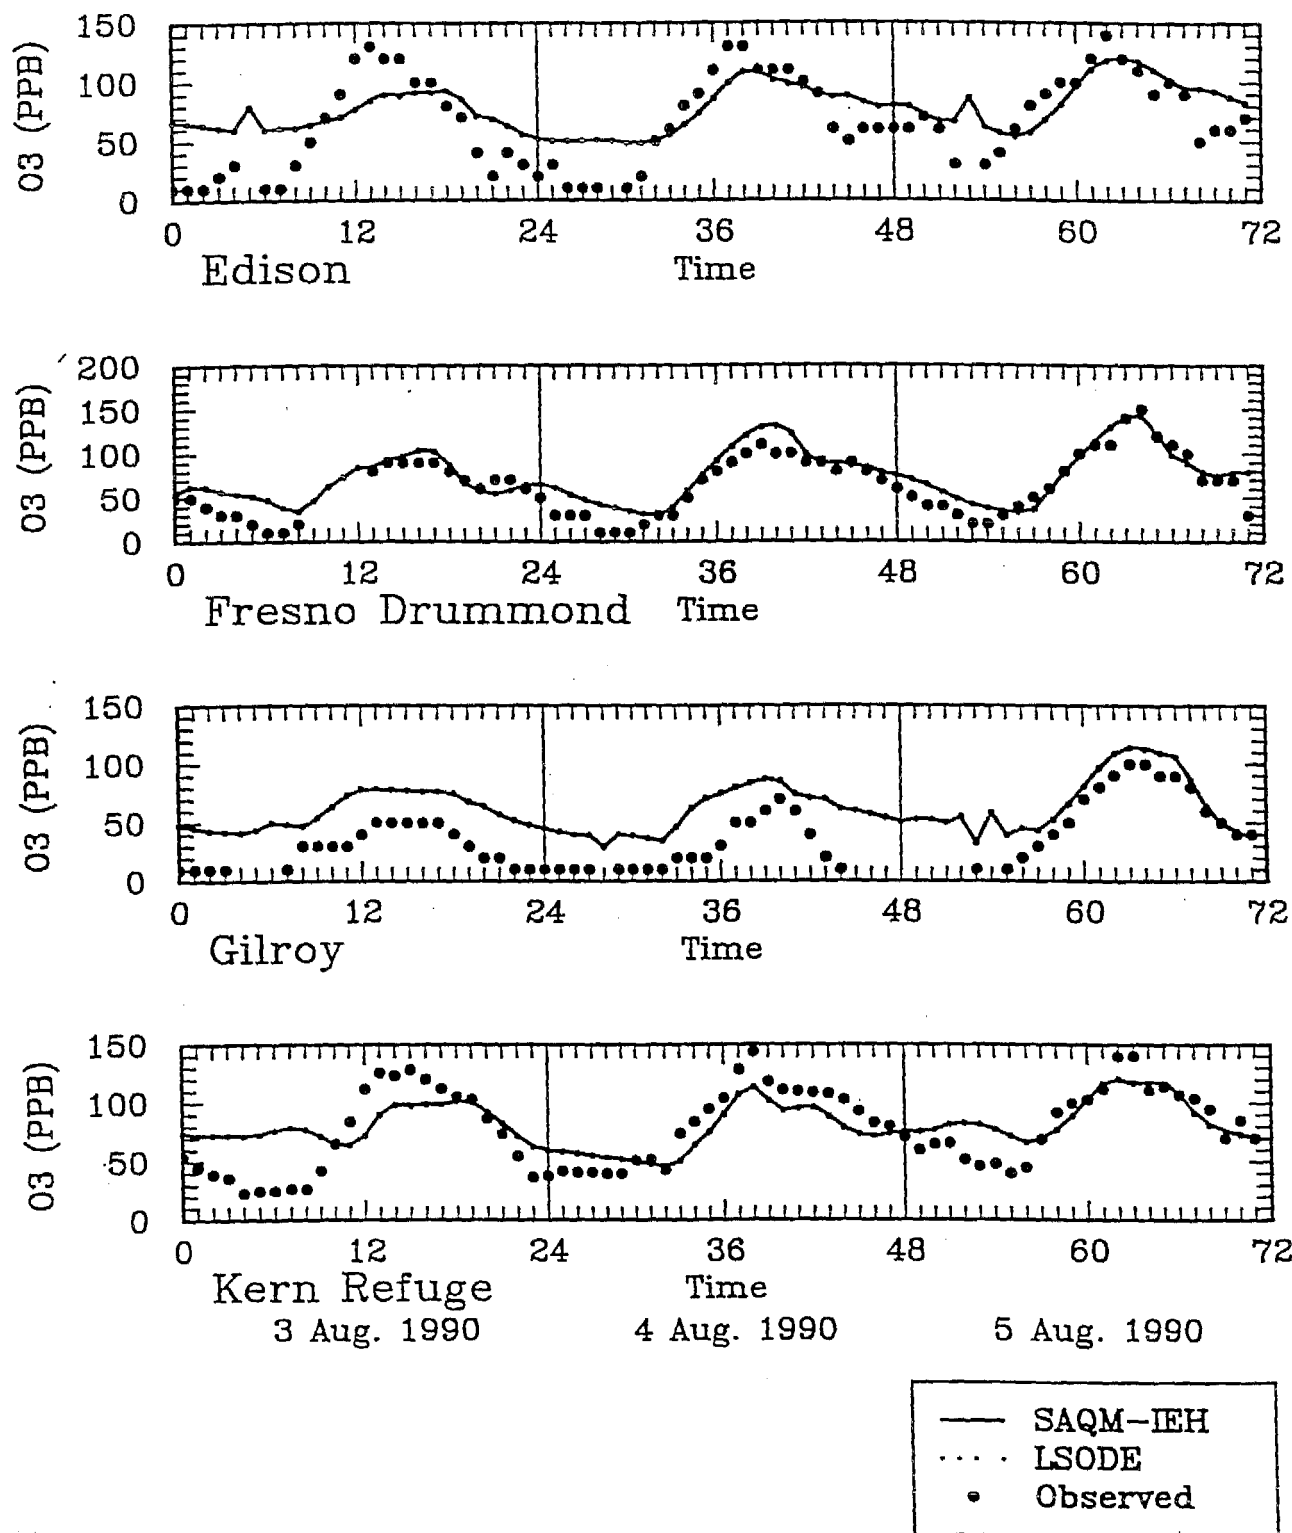 150
100
50
0
O3 (PPB)
0 12 24 36 48 60 72
Edison Time
200
150
100
50
0
O3 (PPB)
0 12 24 36 48 60 72
Fresno Drummond Time
150
100
50
0
O3 (PPB)
0 12 24 36 48 60 72
Gilroy Time
150
100
50
0
O3 (PPB)
0 12 24 36 48 60 72
Kern Refuge Time
3 Aug. 1990 4 Aug. 1990 5 Aug. 1990
SAQM-IEH
LSODE
Observed